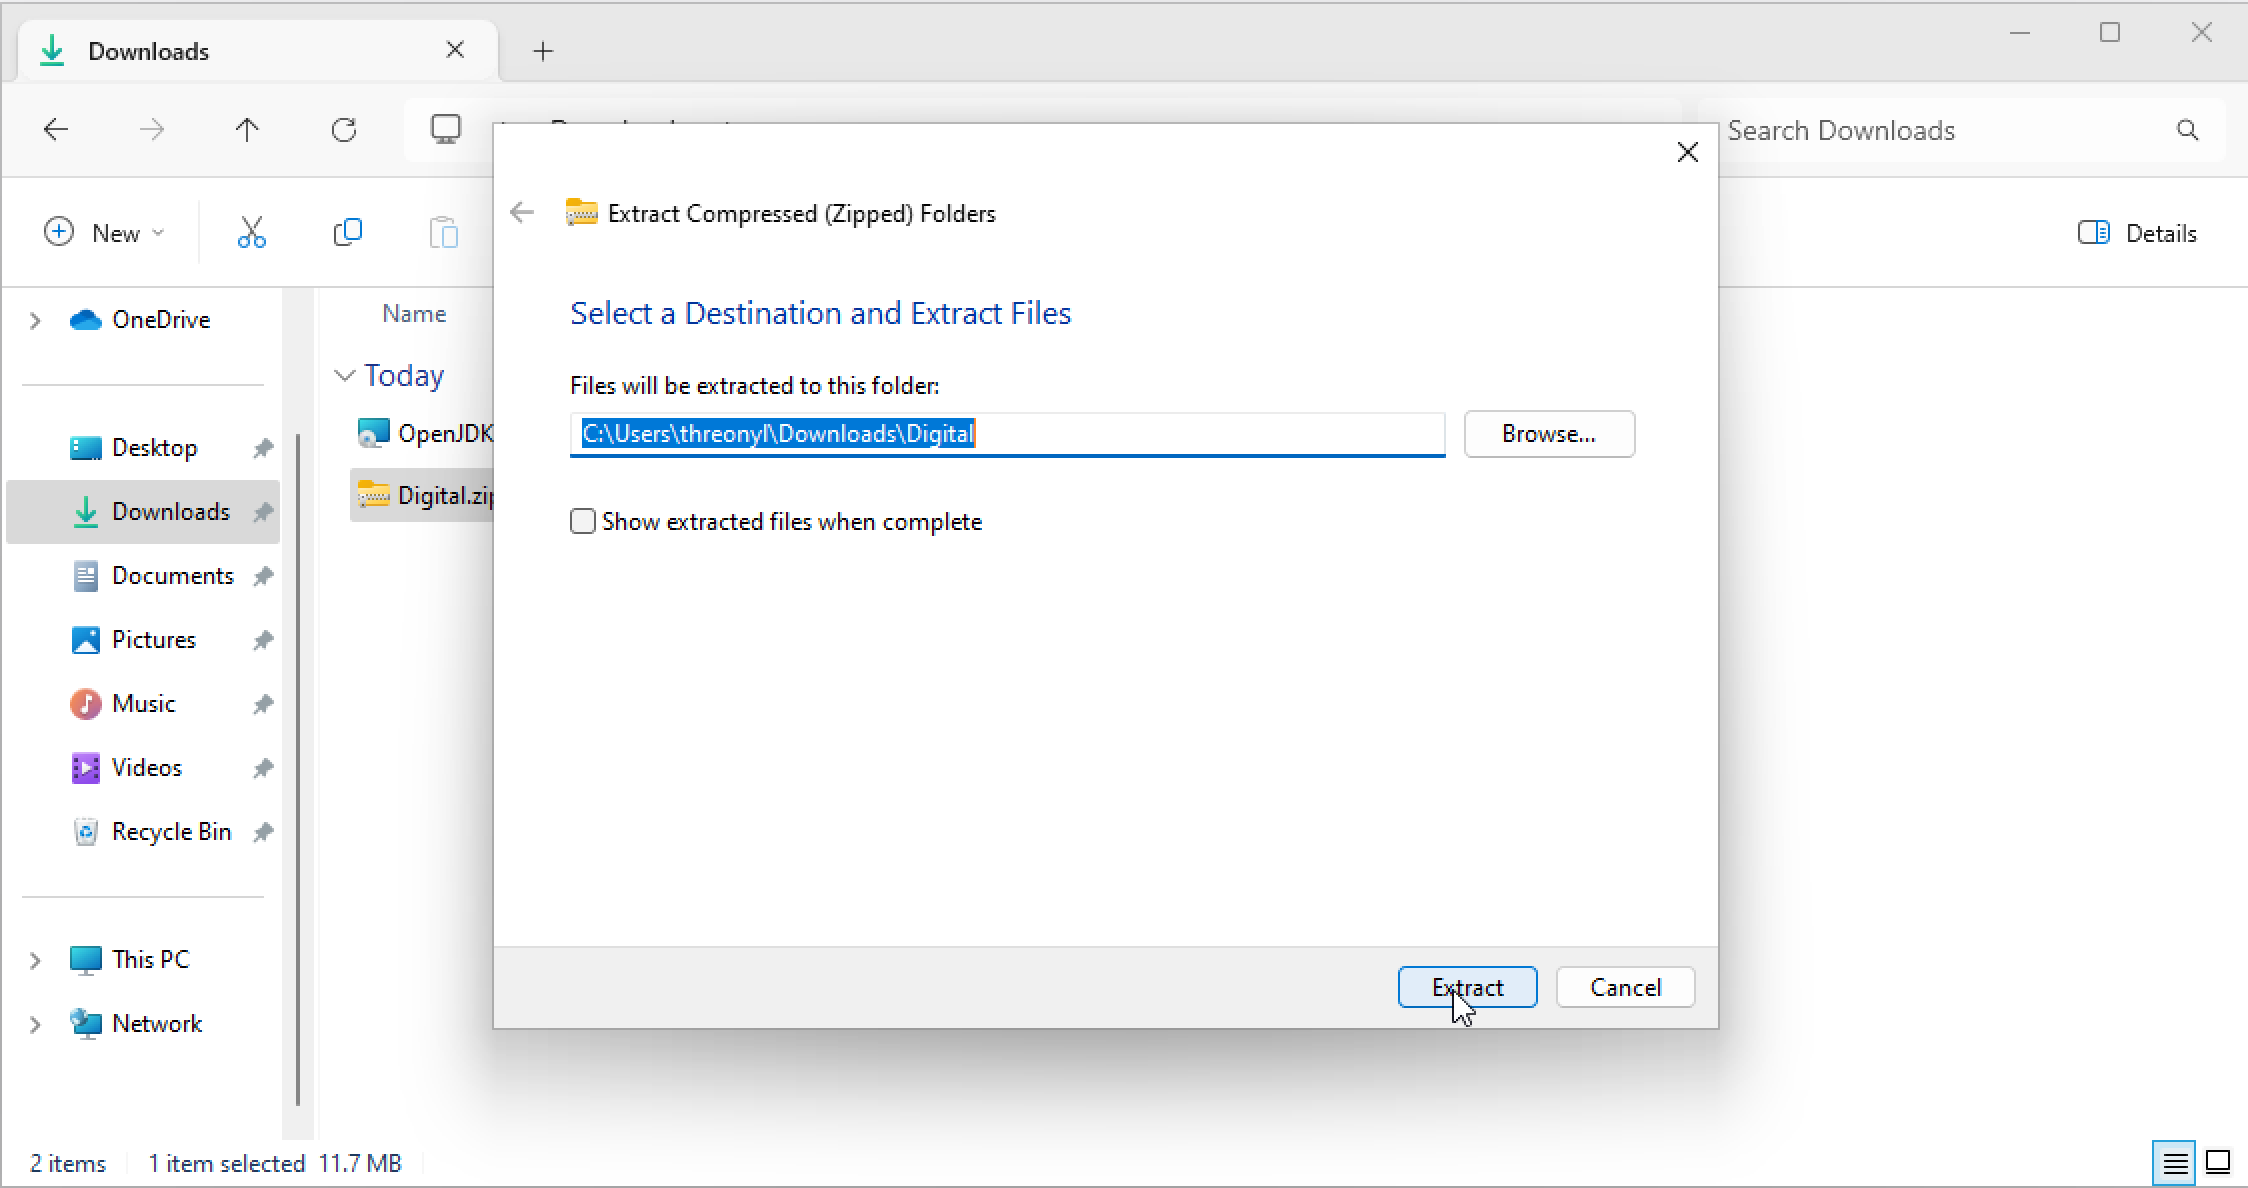 Downloads
Search Downloads
New
Details
Extract Compressed (Zipped) Folders
Select a Destination and Extract Files
Files will be extracted to this folder:
C:\Users\threonyl\Downloads\Digital
Browse...
Show extracted files when complete
Extract
Cancel
OneDrive
Desktop
Downloads
Documents
Pictures
Music
Videos
Recycle Bin
This PC
Network
Name
Today
OpenJDK
Digital.zip
2 items
1 item selected 11.7 MB